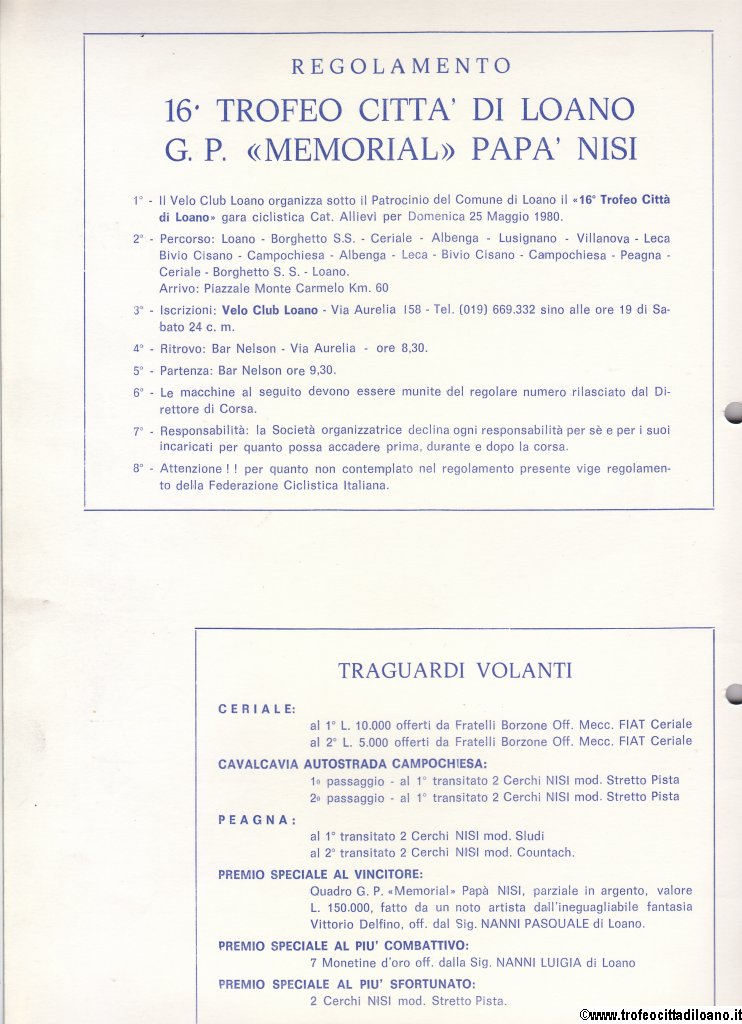 REGOLAMENTO
16° TROFEO CITTA' DI LOANO
G. P. «MEMORIAL» PAPA' NISI
1° - Il Velo Club Loano organizza sotto il Patrocinio del Comune di Loano il «16° Trofeo Città
di Loano» gara ciclistica Cat. Allievi per Domenica 25 Maggio 1980.
2° - Percorso: Loano - Borghetto S.S. - Ceriale - Albenga - Lusignano - Villanova - Leca
Bivio Cisano - Campochiesa - Albenga - Leca - Bivio Cisano - Campochiesa - Peagna -
Ceriale - Borghetto S. S. - Loano.
Arrivo: Piazzale Monte Carmelo Km. 60
3° - Iscrizioni: Velo Club Loano - Via Aurelia 158 - Tel. (019) 669.332 sino alle ore 19 di Sa-
bato 24 c. m.
4° - Ritrovo: Bar Nelson - Via Aurelia - ore 8,30.
5° - Partenza: Bar Nelson ore 9,30.
6° - Le macchine al seguito devono essere munite del regolare numero rilasciato dal Di-
rettore di Corsa.
7° - Responsabilità: la Società organizzatrice declina ogni responsabilità per sè e per i suoi
incaricati per quanto possa accadere prima, durante e dopo la corsa.
8° - Attenzione ! ! per quanto non contemplato nel regolamento presente vige regolamen-
to della Federazione Ciclistica Italiana.
TRAGUARDI VOLANTI
CERIALE:
al 1° L. 10.000 offerti da Fratelli Borzone Off. Mecc. FIAT Ceriale
al 2° L. 5.000 offerti da Fratelli Borzone Off. Mecc. FIAT Ceriale
CAVALCAVIA AUTOSTRADA CAMPOCHIESA:
1º passaggio - al 1° transitato 2 Cerchi NISI mod. Stretto Pista
2º passaggio - al 1° transitato 2 Cerchi NISI mod. Stretto Pista
PEAGNA:
al 1° transitato 2 Cerchi NISI mod. Sludi
al 2° transitato 2 Cerchi NISI mod. Countach.
PREMIO SPECIALE AL VINCITORE:
Quadro G. P. «Memorial» Papà NISI, parziale in argento, valore
L. 150.000, fatto da un noto artista dall'ineguagliabile fantasia
Vittorio Delfino, off. dal Sig. NANNI PASQUALE di Loano.
PREMIO SPECIALE AL PIU' COMBATTIVO:
7 Monetine d'oro off. dalla Sig. NANNI LUIGIA di Loano
PREMIO SPECIALE AL PIU' SFORTUNATO:
2 Cerchi NISI mod. Stretto Pista.
©www.trofeocittadiloano.it